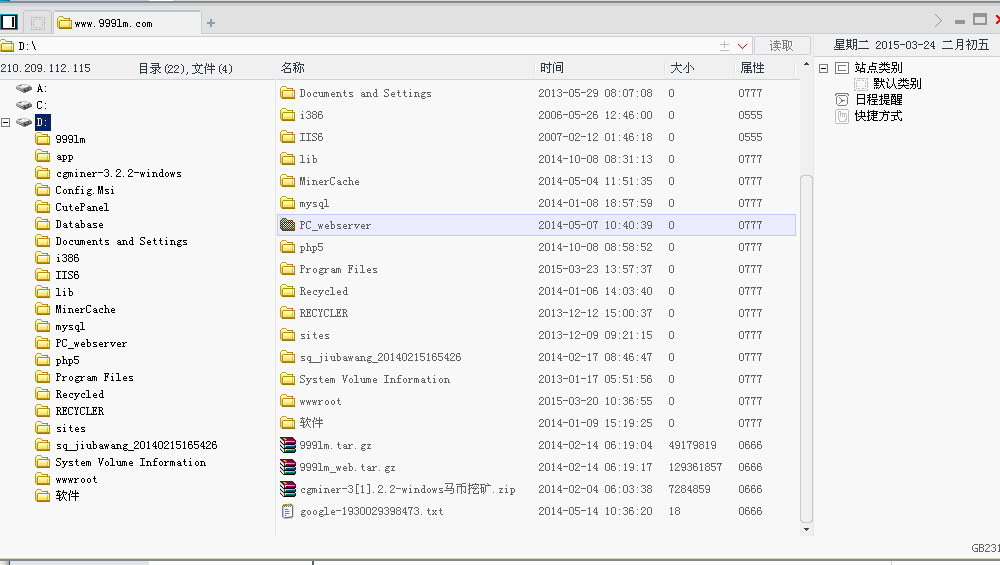 www.999lm.com +
D:\ 读取 星期二 2015-03-24 二月初五
210.209.112.115 目录(22),文件(4) 名称 时间 大小 属性
A:
C:
D:
999lm
app
cgminer-3.2.2-windows
Config.Msi
CutePanel
Database
Documents and Settings
i386
IIS6
lib
MinerCache
mysql
PC_webserver
php5
Program Files
Recycled
RECYCLER
sites
sq_jiubawang_20140215165426
System Volume Information
wwwroot
软件
Documents and Settings 2013-05-29 08:07:08 0 0777
i386 2006-05-26 12:46:00 0 0555
IIS6 2007-02-12 01:46:18 0 0555
lib 2014-10-08 08:31:13 0 0777
MinerCache 2014-05-04 11:51:35 0 0777
mysql 2014-01-08 18:57:59 0 0777
PC_webserver 2014-05-07 10:40:39 0 0777
php5 2014-10-08 08:58:52 0 0777
Program Files 2015-03-23 13:57:37 0 0777
Recycled 2014-01-06 14:03:40 0 0777
RECYCLER 2013-12-12 15:00:37 0 0777
sites 2013-12-09 09:21:15 0 0777
sq_jiubawang_20140215165426 2014-02-17 08:46:47 0 0777
System Volume Information 2013-01-17 05:51:56 0 0777
wwwroot 2015-03-20 10:36:55 0 0777
软件 2014-01-09 15:19:25 0 0777
999lm.tar.gz 2014-02-14 06:19:04 49179819 0666
999lm_web.tar.gz 2014-02-14 06:19:17 129361857 0666
cgminer-3[1].2.2-windows马币挖矿.zip 2014-02-04 06:03:38 7284859 0666
google-1930029398473.txt 2014-05-14 10:36:20 18 0666
站点类别
默认类别
日程提醒
快捷方式
GB231